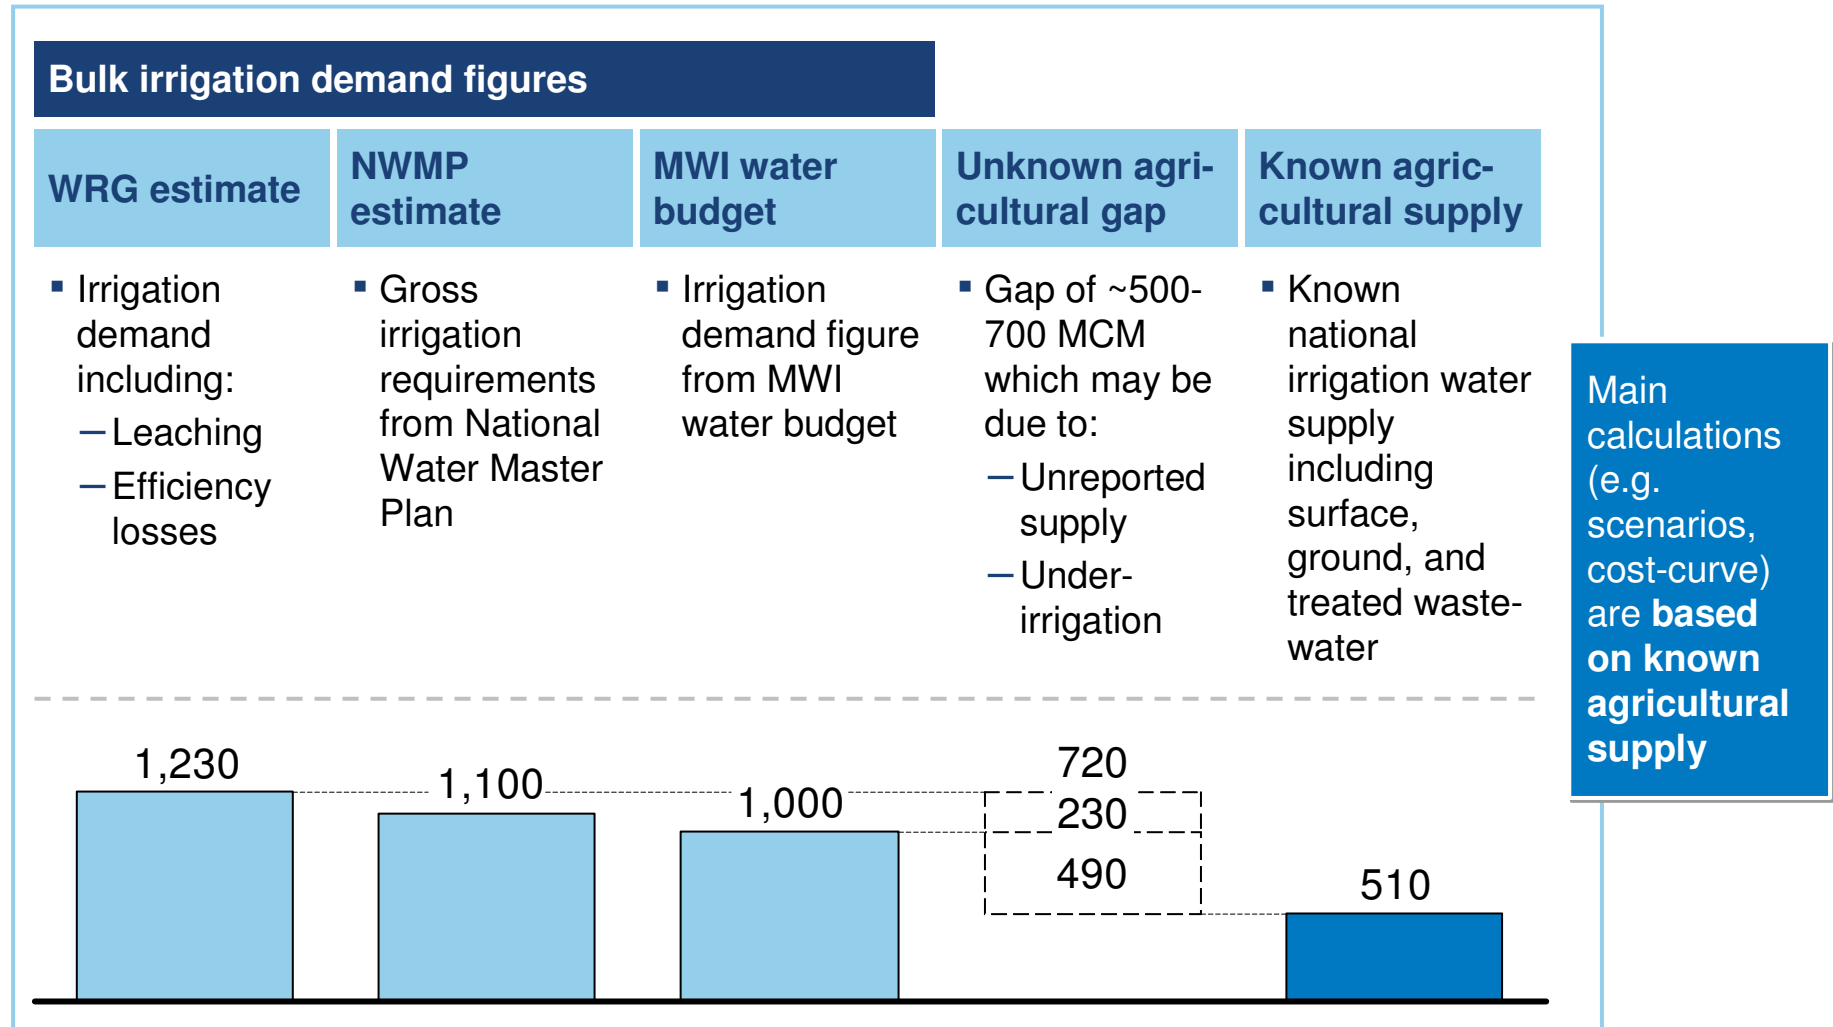 Bulk irrigation demand figures
WRG estimate
NWMP
estimate
MWI water
budget
Unknown agri-
cultural gap
Known agric-
cultural supply
▪ Irrigation
demand
including:
– Leaching
– Efficiency
losses
▪ Gross
irrigation
requirements
from National
Water Master
Plan
▪ Irrigation
demand figure
from MWI
water budget
▪ Gap of ~500-
700 MCM
which may be
due to:
– Unreported
supply
– Under-
irrigation
▪ Known
national
irrigation water
supply
including
surface,
ground, and
treated waste-
water
Main
calculations
(e.g.
scenarios,
cost-curve)
are based
on known
agricultural
supply
1,230
1,100
1,000
720
230
490
510